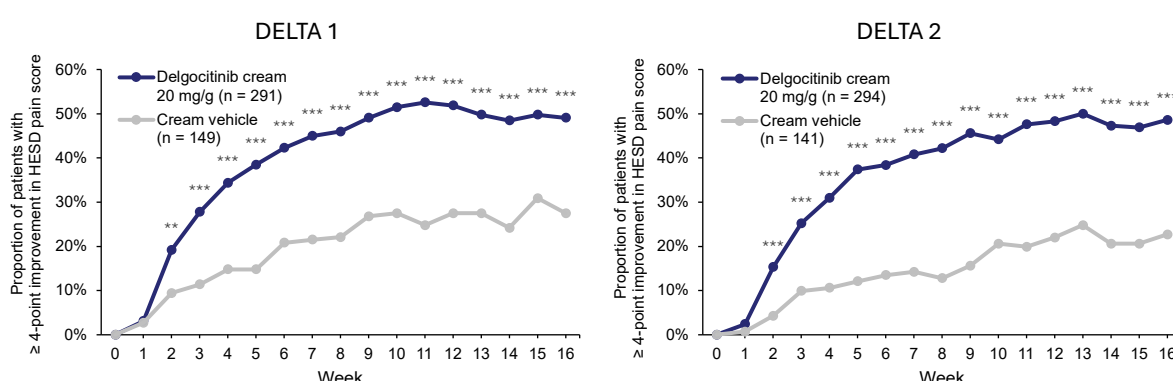 DELTA 1
Proportion of patients with
≥ 4-point improvement in HESD pain score
60%
50%
40%
30%
20%
10%
0%
Delgocitinib cream
20 mg/g (n = 291)
Cream vehicle
(n = 149)
** *** *** *** *** *** *** *** *** *** *** *** *** *** ***
0 1 2 3 4 5 6 7 8 9 10 11 12 13 14 15 16
Week
DELTA 2
Proportion of patients with
≥ 4-point improvement in HESD pain score
60%
50%
40%
30%
20%
10%
0%
Delgocitinib cream
20 mg/g (n = 294)
Cream vehicle
(n = 141)
*** *** *** *** *** *** *** *** *** *** *** *** *** *** ***
0 1 2 3 4 5 6 7 8 9 10 11 12 13 14 15 16
Week